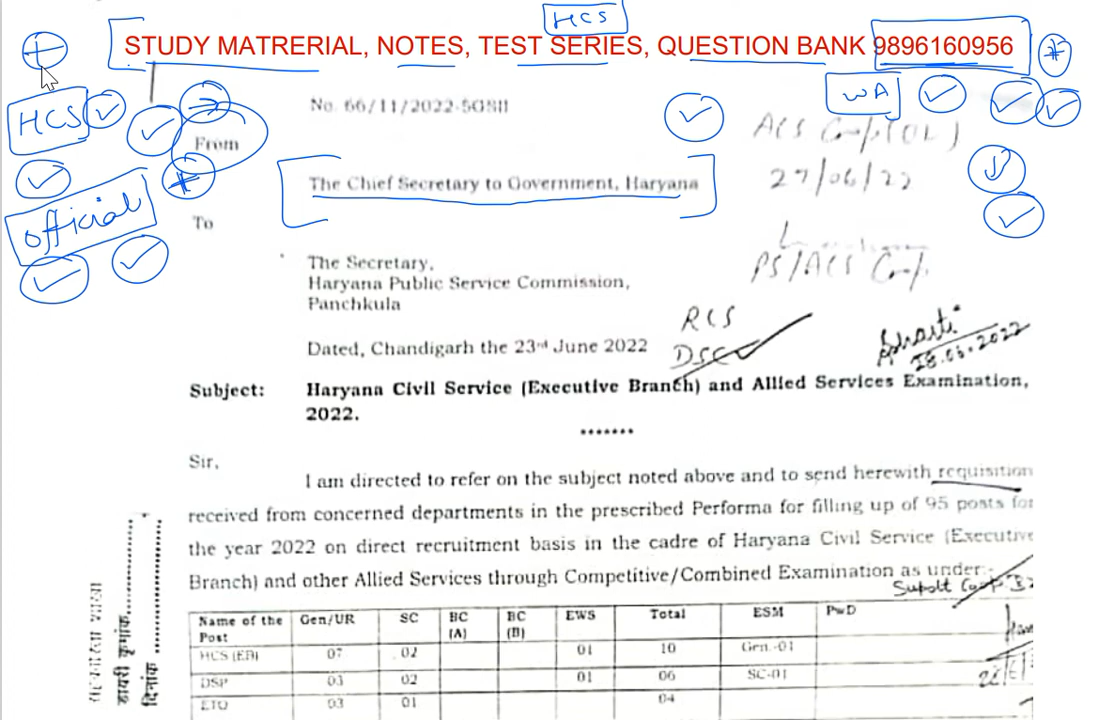 HCS
STUDY MATRERIAL, NOTES, TEST SERIES, QUESTION BANK 9896160956
WA
HCS
official
No. 66/11/2022-5GSII
From
The Chief Secretary to Government, Haryana
27/06/22
To
The Secretary,
Haryana Public Service Commission,
Panchkula
PS/ACS
RCS
DSC
Dated, Chandigarh the 23rd June 2022
28.06.2022
Subject: Haryana Civil Service (Executive Branch) and Allied Services Examination,
2022.
*******
Sir,
I am directed to refer on the subject noted above and to send herewith requisition
received from concerned departments in the prescribed Performa for filling up of 95 posts for
the year 2022 on direct recruitment basis in the cadre of Haryana Civil Service (Executive
Branch) and other Allied Services through Competitive/Combined Examination as under:-
डायरी क्रमांक
दिनांक
Name of the Post Gen/UR SC BC (A) BC (B) EWS Total ESM PwD
HCS (EB) 07 02 01 10 Gen.-01
DSP 03 02 01 06 SC-01
ETO 03 01 04